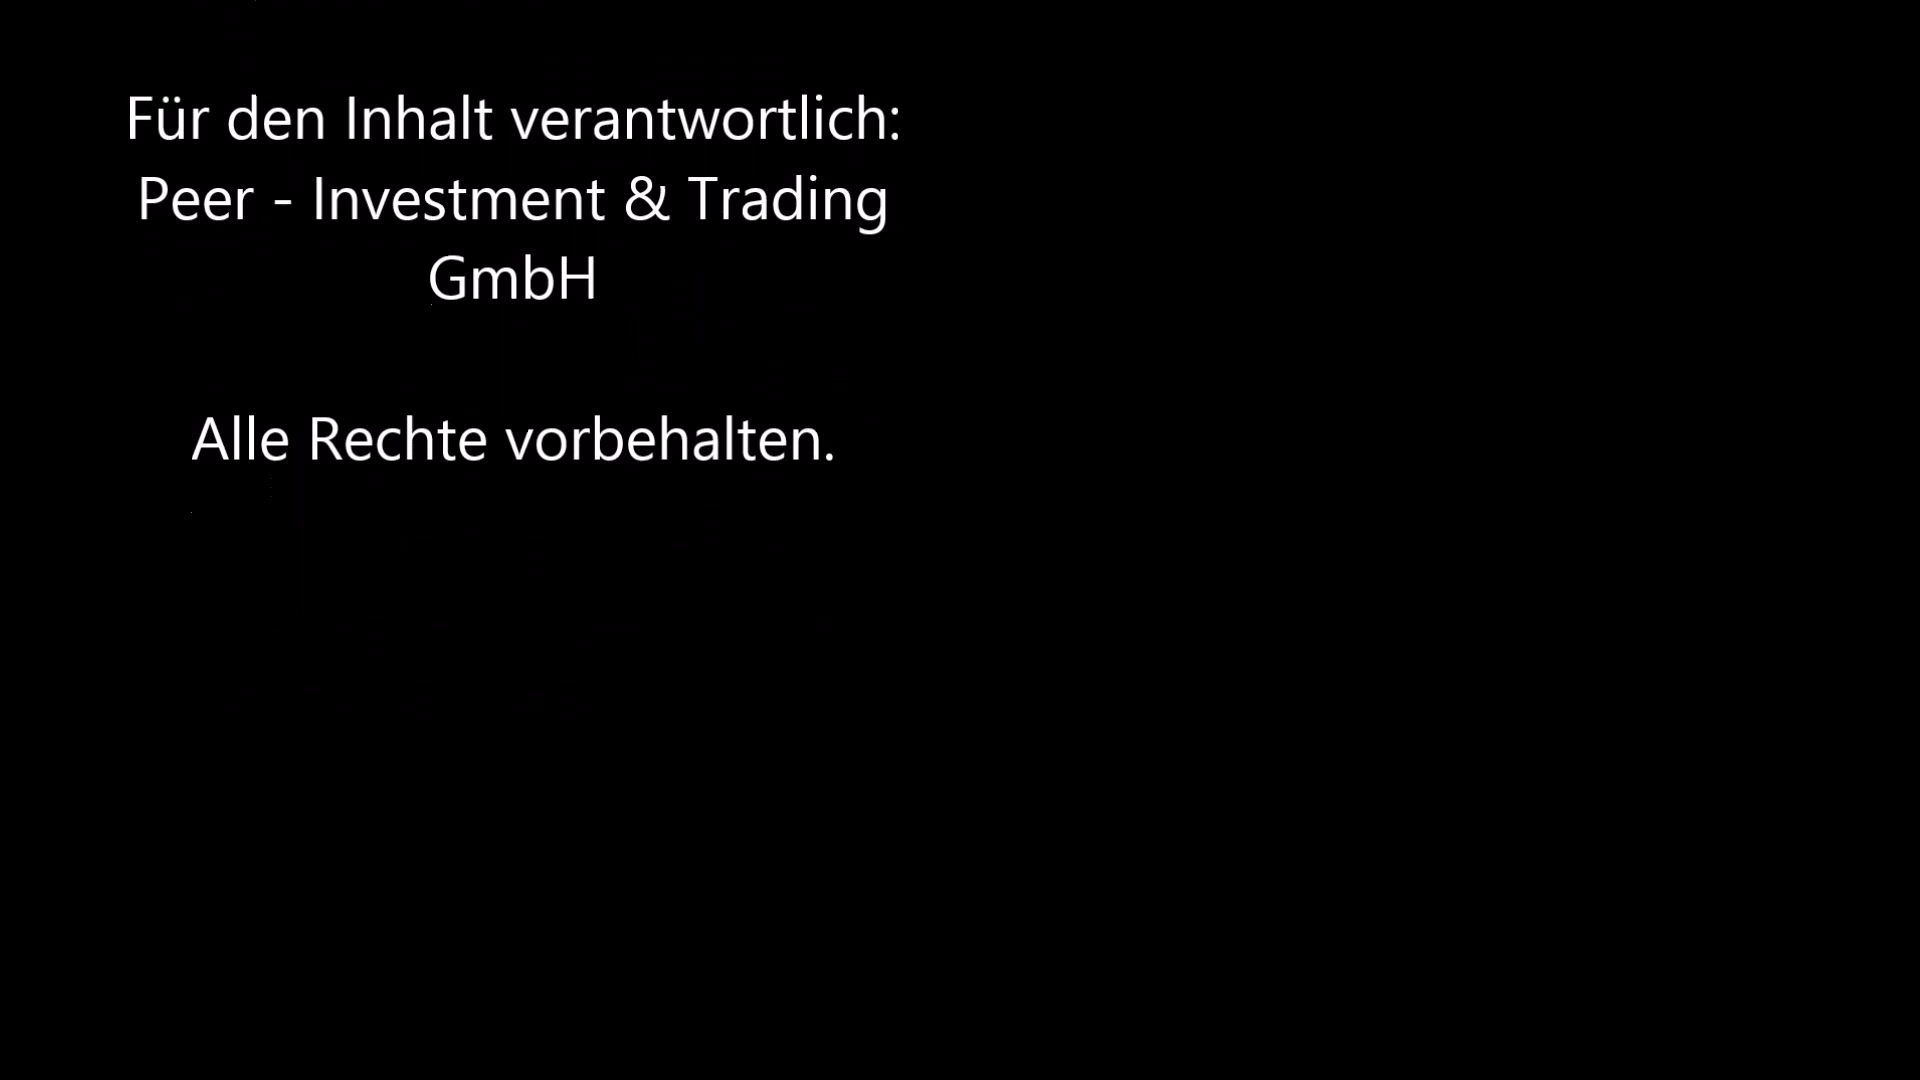 Für den Inhalt verantwortlich:
Peer - Investment & Trading
GmbH
Alle Rechte vorbehalten.